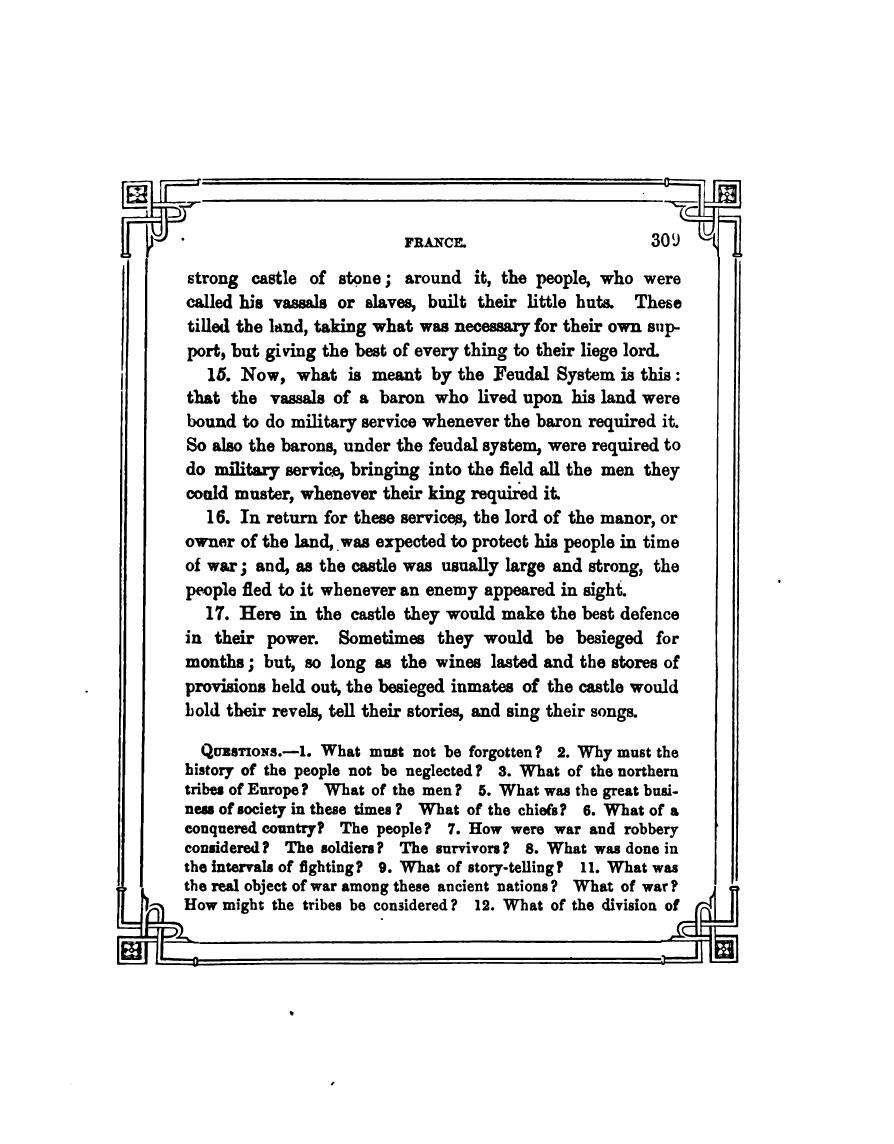 FRANCE. 309
strong castle of stone; around it, the people, who were
called his vassals or slaves, built their little huts. These
tilled the land, taking what was necessary for their own sup-
port, but giving the best of every thing to their liege lord.
15. Now, what is meant by the Feudal System is this:
that the vassals of a baron who lived upon his land were
bound to do military service whenever the baron required it.
So also the barons, under the feudal system, were required to
do military service, bringing into the field all the men they
could muster, whenever their king required it.
16. In return for these services, the lord of the manor, or
owner of the land, was expected to protect his people in time
of war; and, as the castle was usually large and strong, the
people fled to it whenever an enemy appeared in sight.
17. Here in the castle they would make the best defence
in their power. Sometimes they would be besieged for
months; but, so long as the wines lasted and the stores of
provisions held out, the besieged inmates of the castle would
hold their revels, tell their stories, and sing their songs.
QUESTIONS.—1. What must not be forgotten? 2. Why must the
history of the people not be neglected? 3. What of the northern
tribes of Europe? What of the men? 5. What was the great busi-
ness of society in these times? What of the chiefs? 6. What of a
conquered country? The people? 7. How were war and robbery
considered? The soldiers? The survivors? 8. What was done in
the intervals of fighting? 9. What of story-telling? 11. What was
the real object of war among these ancient nations? What of war?
How might the tribes be considered? 12. What of the division of